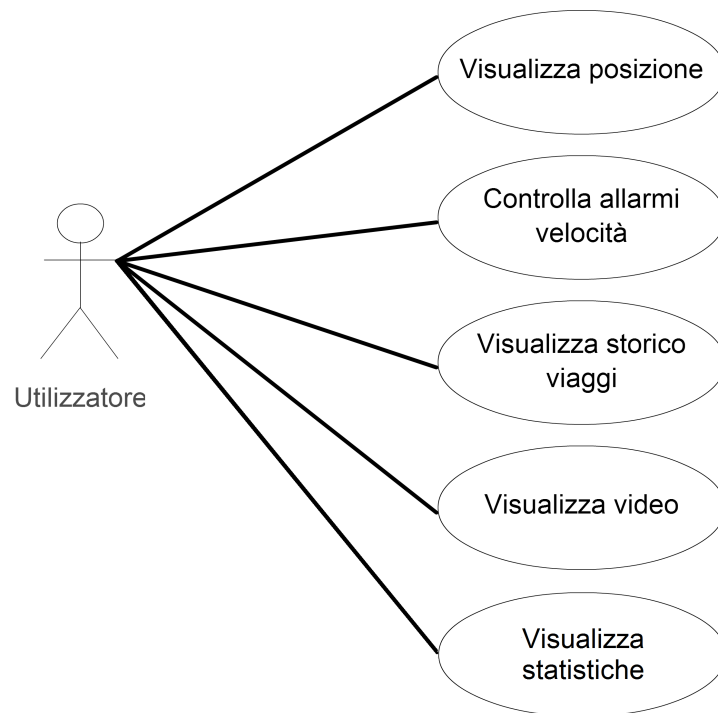 Visualizza posizione
Controlla allarmi
velocità
Visualizza storico
viaggi
Utilizzatore
Visualizza video
Visualizza
statistiche